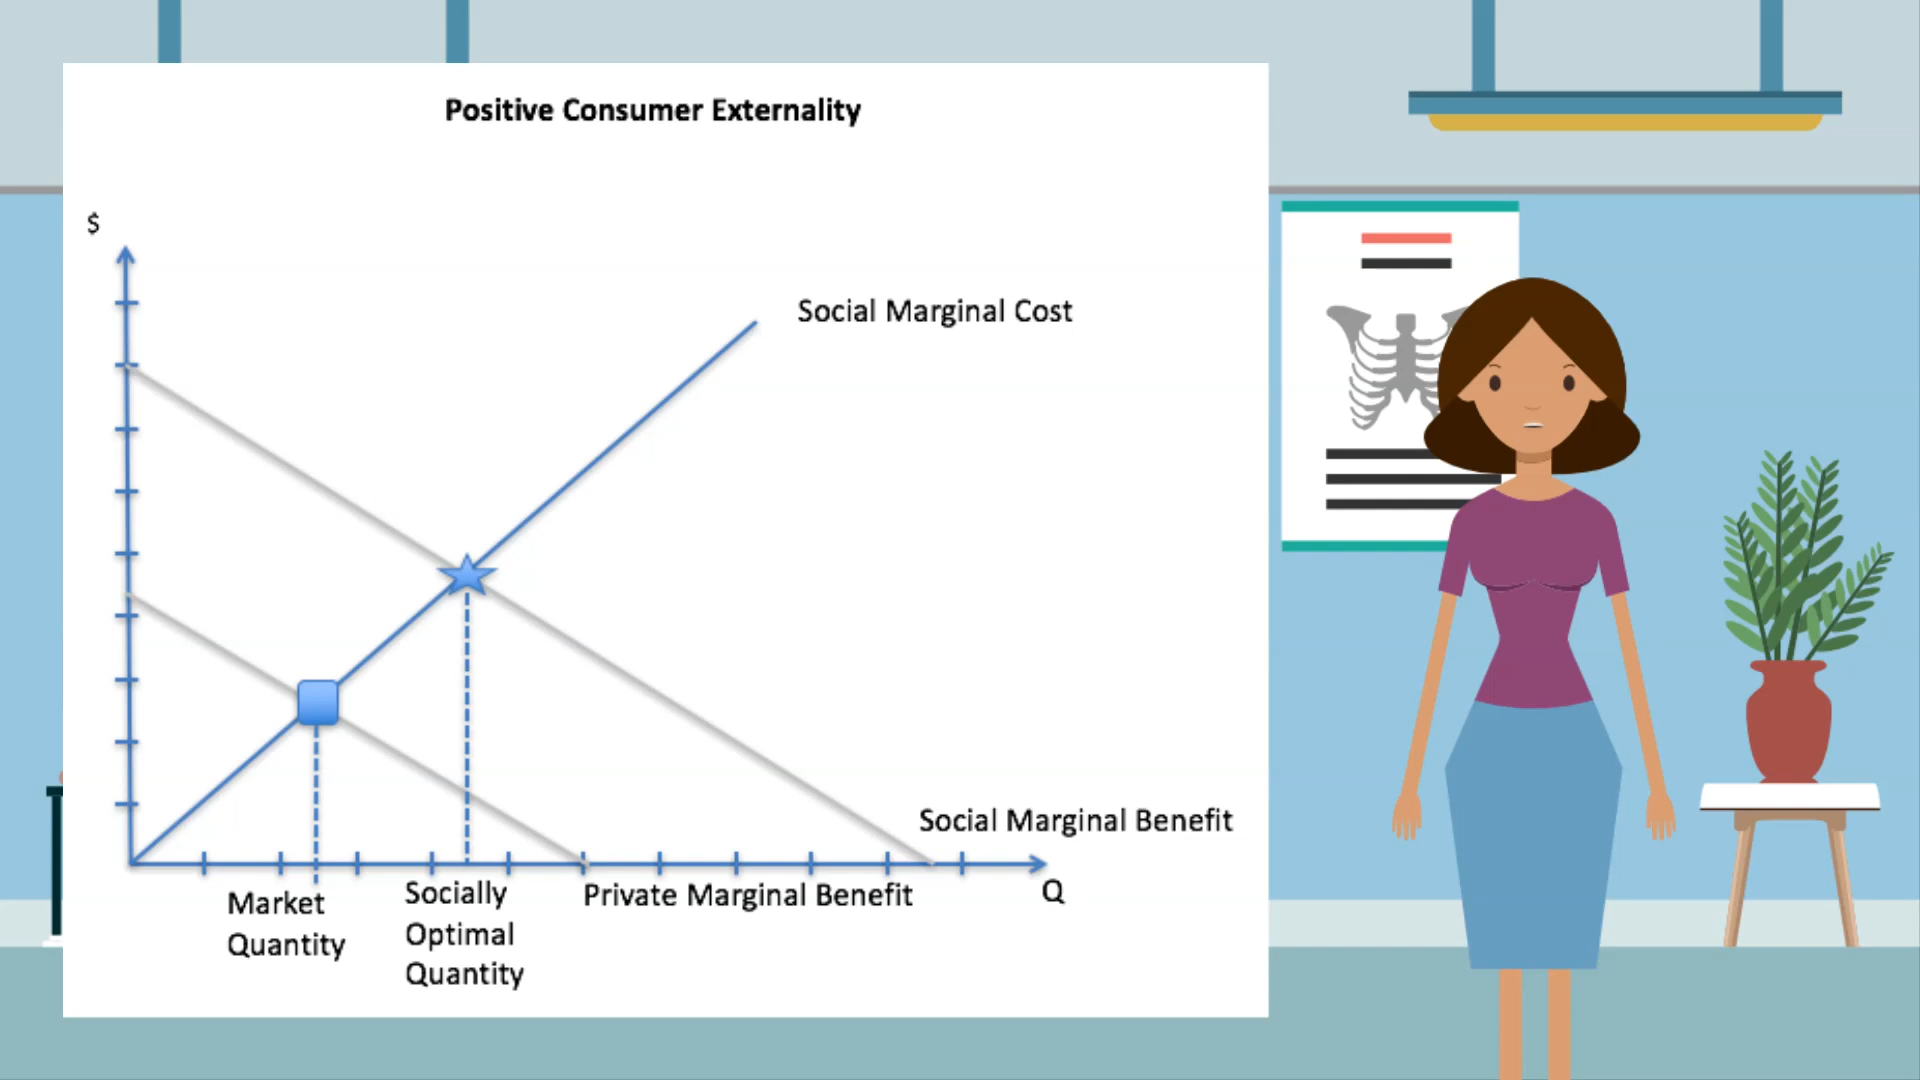 Positive Consumer Externality
$
Social Marginal Cost
Social Marginal Benefit
Private Marginal Benefit
Q
Market
Quantity
Socially
Optimal
Quantity